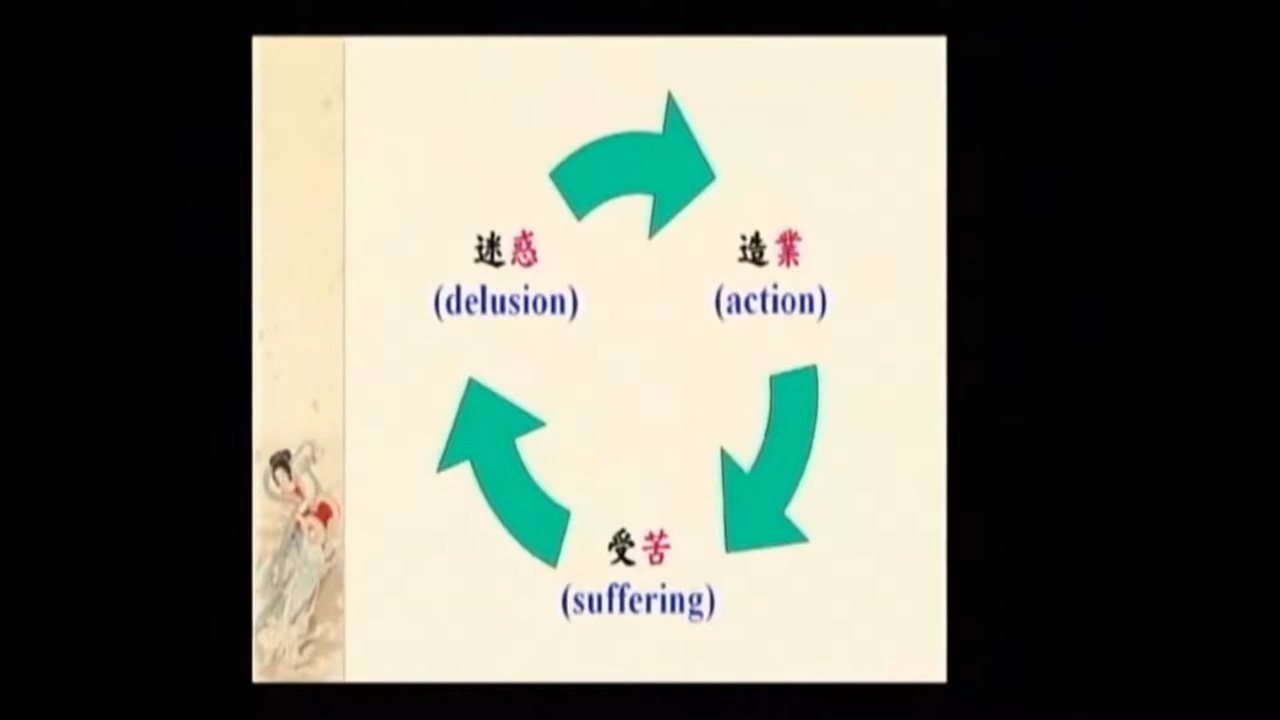 迷惑
(delusion)
造業
(action)
受苦
(suffering)